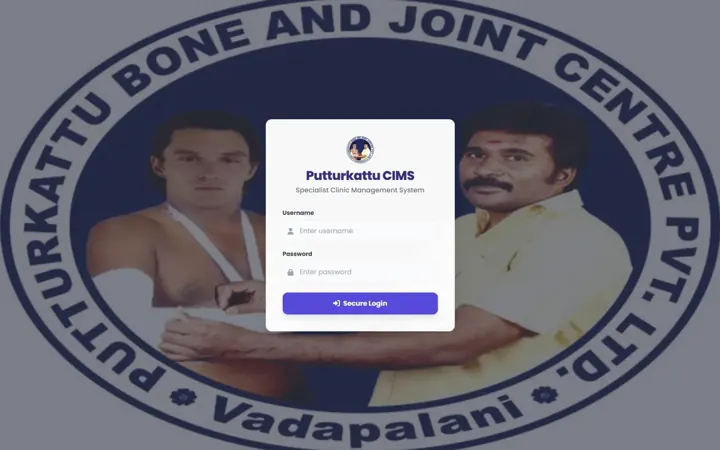 PUTTURKATTU BONE AND JOINT CENTRE PVT. LTD.
Vadapalani
Putturkattu CIMS
Specialist Clinic Management System
Username
Enter username
Password
Enter password
Secure Login